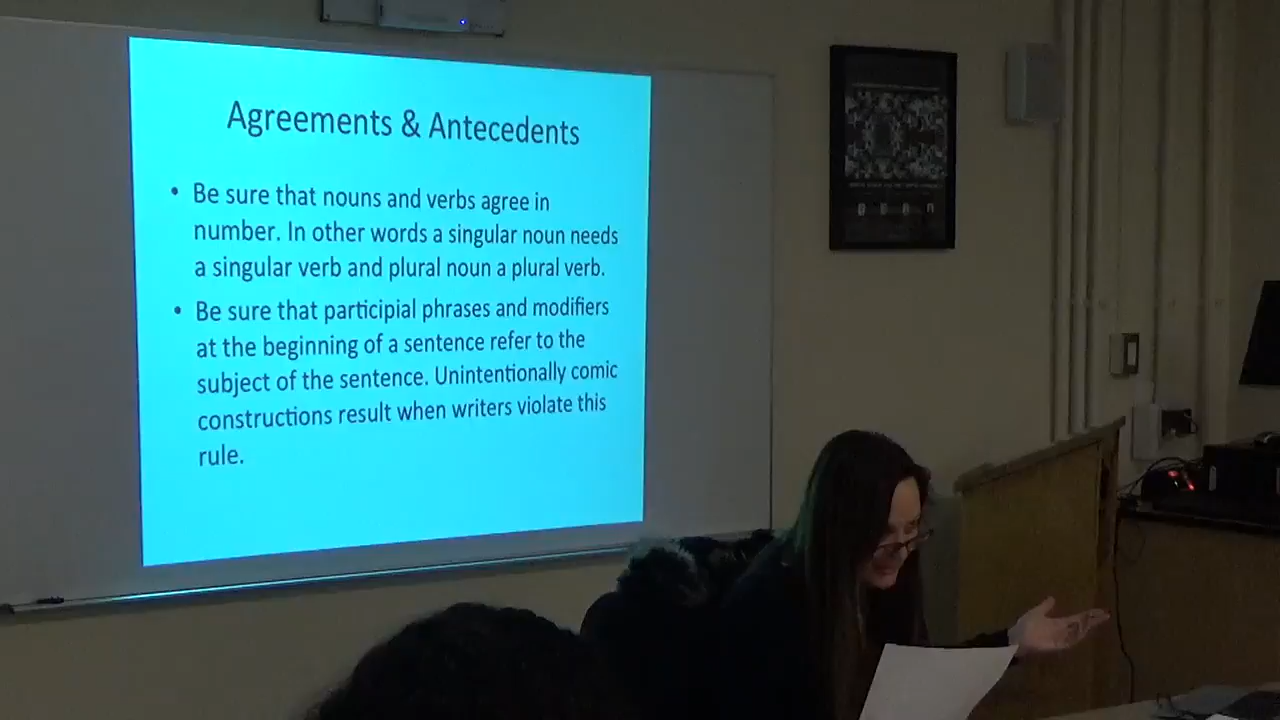 Agreements & Antecedents
• Be sure that nouns and verbs agree in
number. In other words a singular noun needs
a singular verb and plural noun a plural verb.
• Be sure that participial phrases and modifiers
at the beginning of a sentence refer to the
subject of the sentence. Unintentionally comic
constructions result when writers violate this
rule.